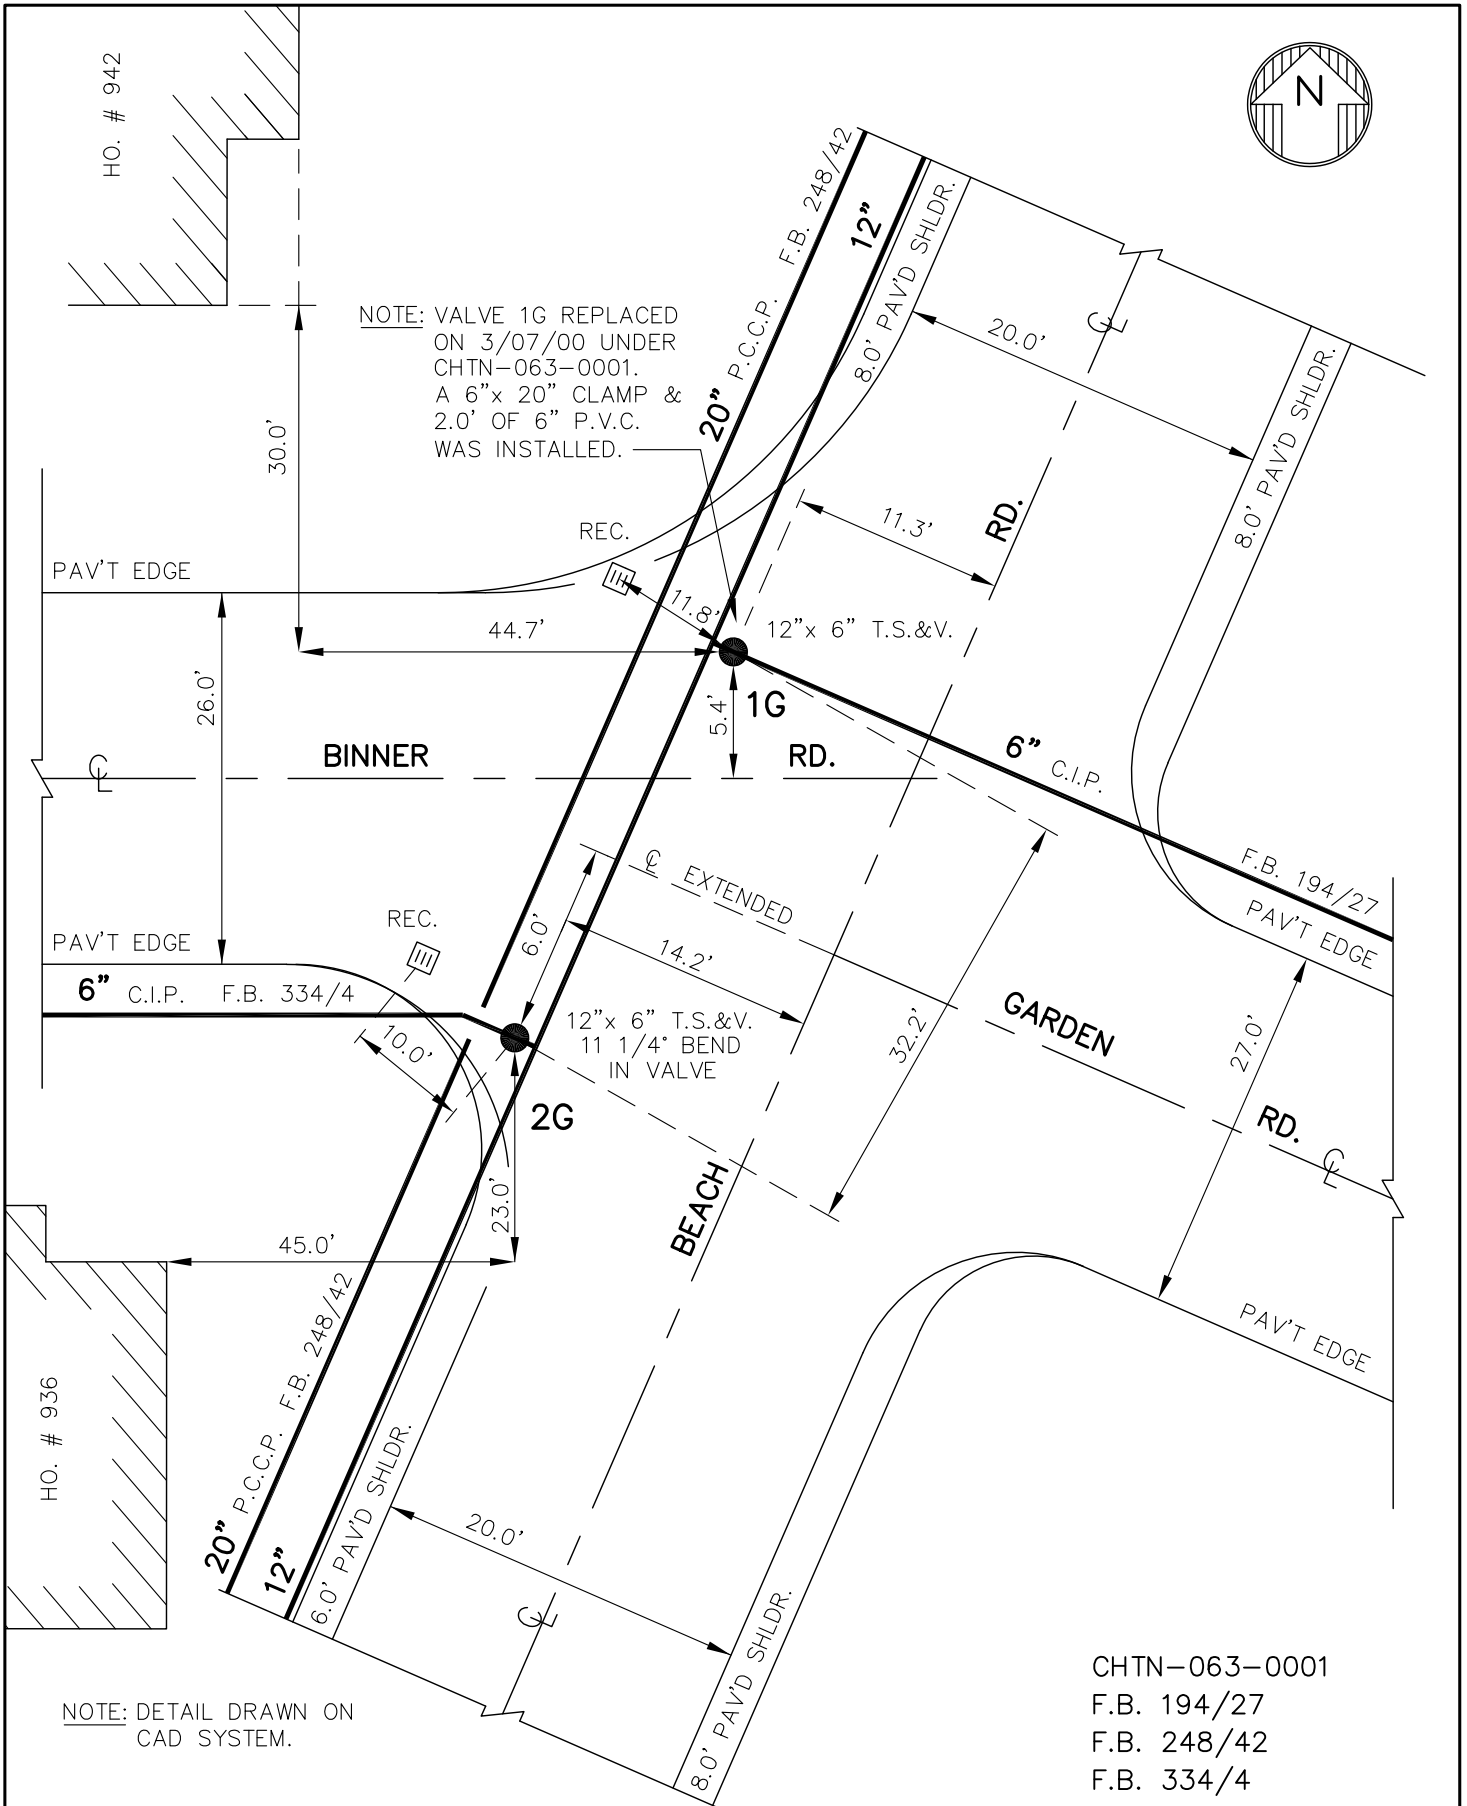 HO. # 942
N
F.B. 248/42
P.C.C.P.
20"
12"
8.0' PAV'D SHLDR.
20.0'
℄
8.0' PAV'D SHLDR.
NOTE: VALVE 1G REPLACED
ON 3/07/00 UNDER
CHTN-063-0001.
A 6"x 20" CLAMP &
2.0' OF 6" P.V.C.
WAS INSTALLED.
30.0'
11.3'
RD.
REC.
PAV'T EDGE
11.8'
44.7'
12"x 6" T.S.&V.
26.0'
1G
5.4'
℄
BINNER
RD.
6"
C.I.P.
F.B. 194/27
℄ EXTENDED
PAV'T EDGE
REC.
6.0'
14.2'
PAV'T EDGE
6"
C.I.P.
F.B. 334/4
12"x 6" T.S.&V.
11 1/4° BEND
IN VALVE
GARDEN
32.2'
27.0'
10.0'
2G
RD.
℄
BEACH
23.0'
45.0'
PAV'T EDGE
F.B. 248/42
P.C.C.P.
20"
12"
HO. # 936
6.0' PAV'D SHLDR.
20.0'
℄
8.0' PAV'D SHLDR.
NOTE: DETAIL DRAWN ON
CAD SYSTEM.
CHTN-063-0001
F.B. 194/27
F.B. 248/42
F.B. 334/4